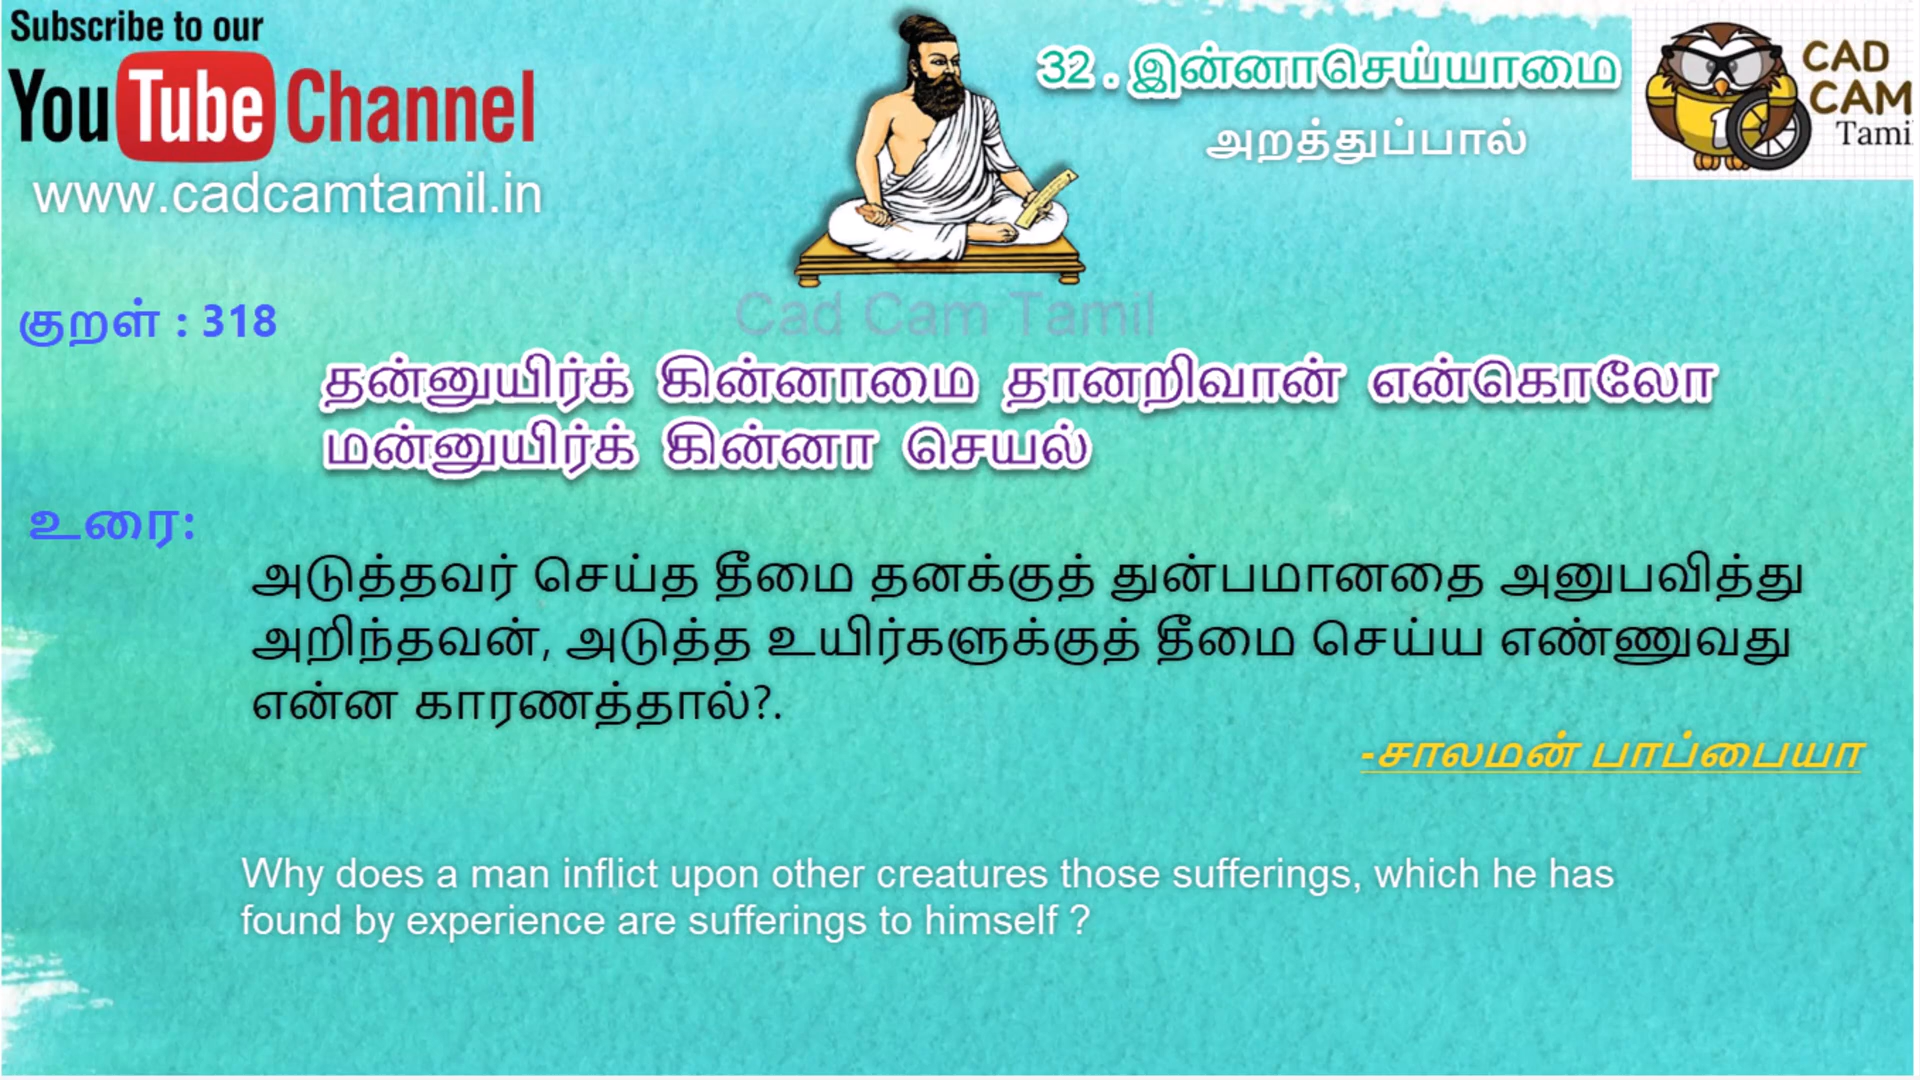 Subscribe to our
YouTube Channel
www.cadcamtamil.in
32 . இன்னாசெய்யாமை
அறத்துப்பால்
CAD
CAM
Tami
Cad Cam Tamil
குறள் : 318
தன்னுயிர்க் கின்னாமை தானறிவான் என்கொலோ
மன்னுயிர்க் கின்னா செயல்
உரை:
அடுத்தவர் செய்த தீமை தனக்குத் துன்பமானதை அனுபவித்து
அறிந்தவன், அடுத்த உயிர்களுக்குத் தீமை செய்ய எண்ணுவது
என்ன காரணத்தால்?.
-சாலமன் பாப்பையா
Why does a man inflict upon other creatures those sufferings, which he has
found by experience are sufferings to himself ?